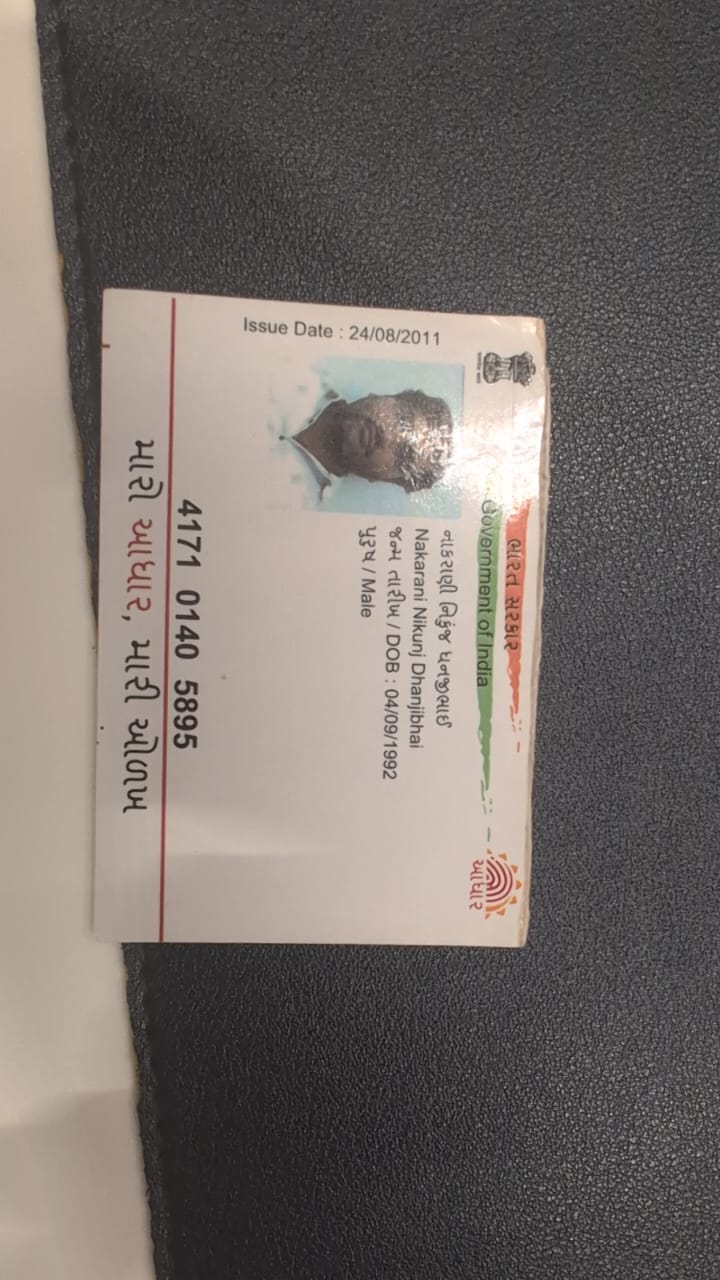 ભારત સરકાર
Government of India
Issue Date : 24/08/2011
નાકરાણી નિકુંજ ધનજીભાઈ
Nakarani Nikunj Dhanjibhai
જન્મ તારીખ / DOB : 04/09/1992
પુરુષ / Male
આધાર
4171 0140 5895
મારો આધાર, મારી ઓળખ